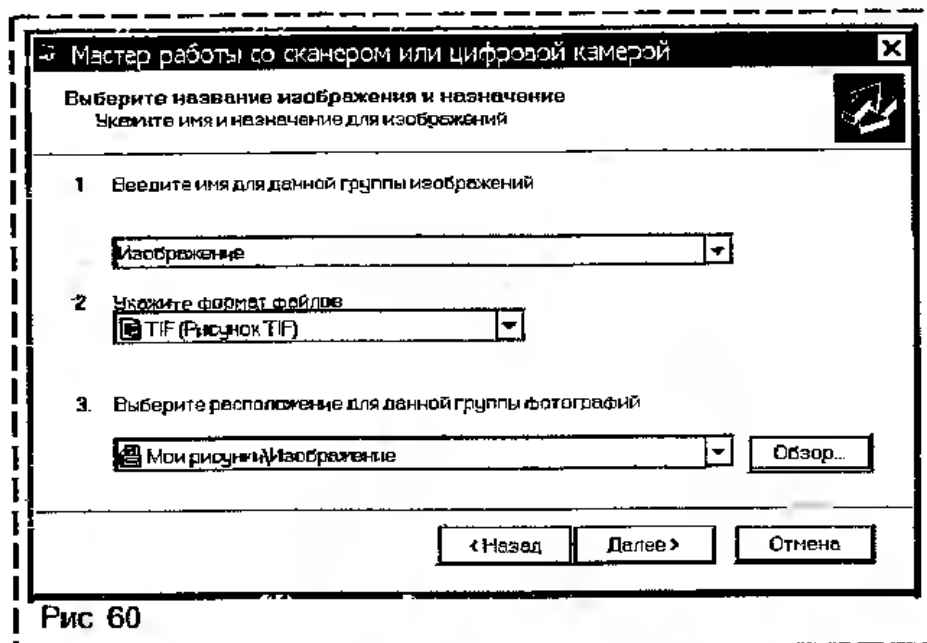 Мастер работы со сканером или цифровой камерой
Выберите название изображения и назначение
Укажите имя и назначение для изображений
1 Введите имя для данной группы изображений
Изображение
2 Укажите формат файлов
TIF (Рисунок TIF)
3. Выберите расположение для данной группы фотографий
Мои рисунки\Изображение
Обзор...
< Назад Далее > Отмена
Рис 60